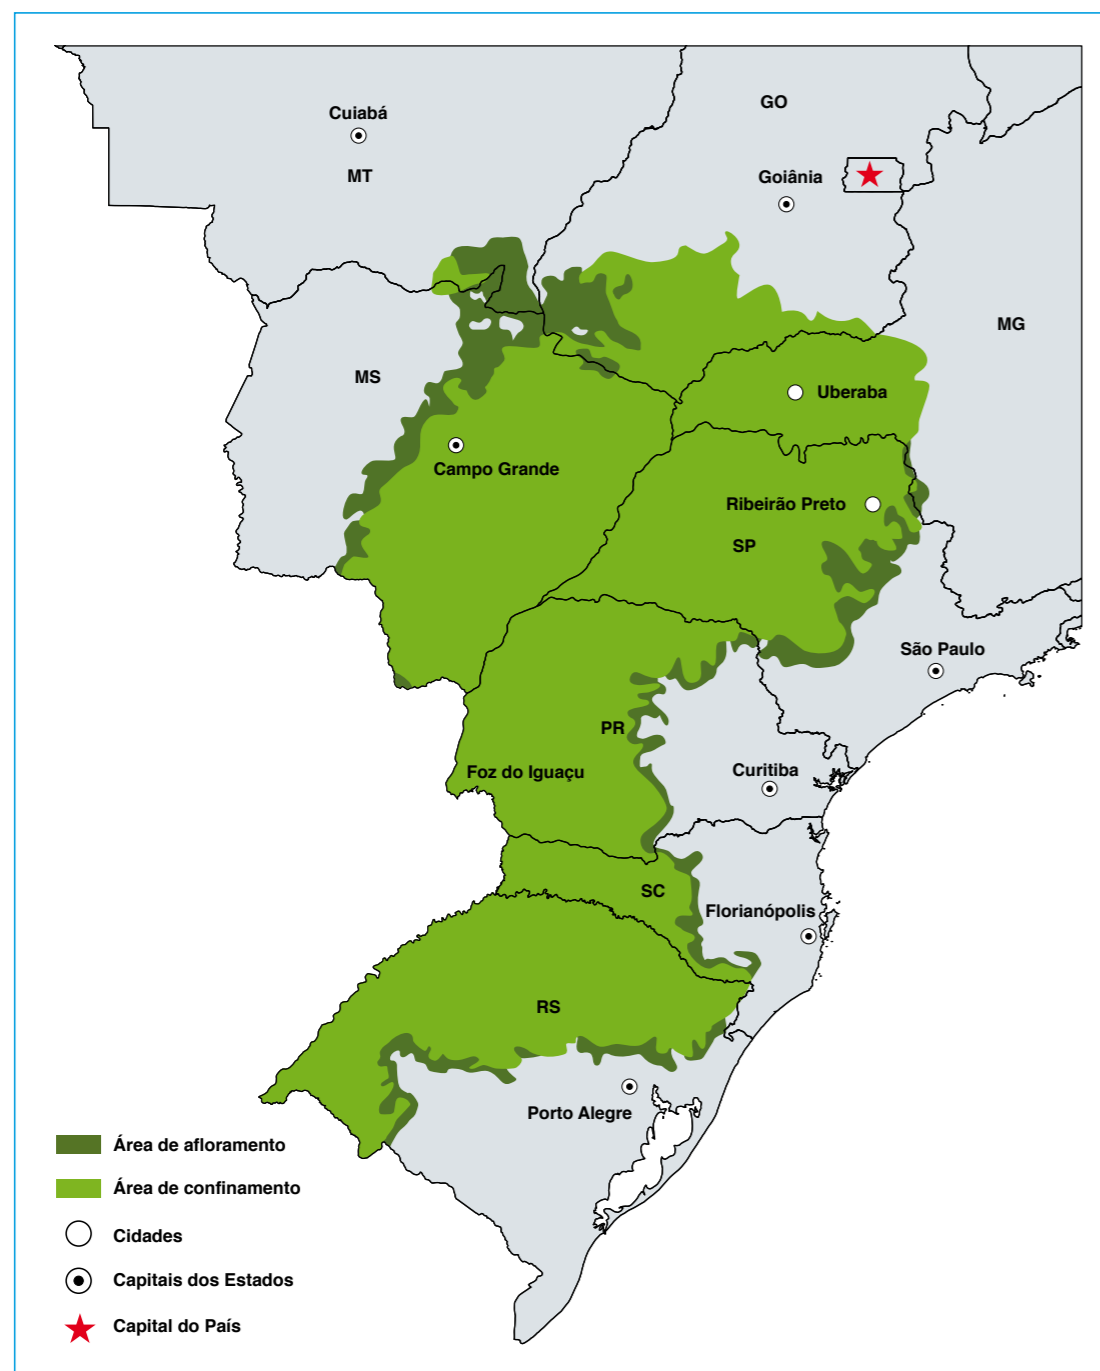 Cuiabá
MT
GO
Goiânia
MG
MS
Uberaba
Campo Grande
Ribeirão Preto
SP
São Paulo
PR
Foz do Iguaçu
Curitiba
SC
Florianópolis
RS
Porto Alegre
Área de afloramento
Área de confinamento
Cidades
Capitais dos Estados
Capital do País